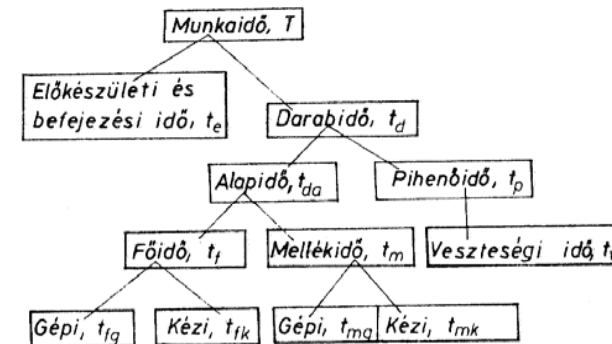 Munkaidő, T
Előkészületi és
befejezési idő, te
Darabidő, td
Alapidő, tda
Pihenőidő, tp
Főidő, tf
Mellékidő, tm
Veszteségi idő, tv
Gépi, tfg
Kézi, tfk
Gépi, tmg
Kézi, tmk